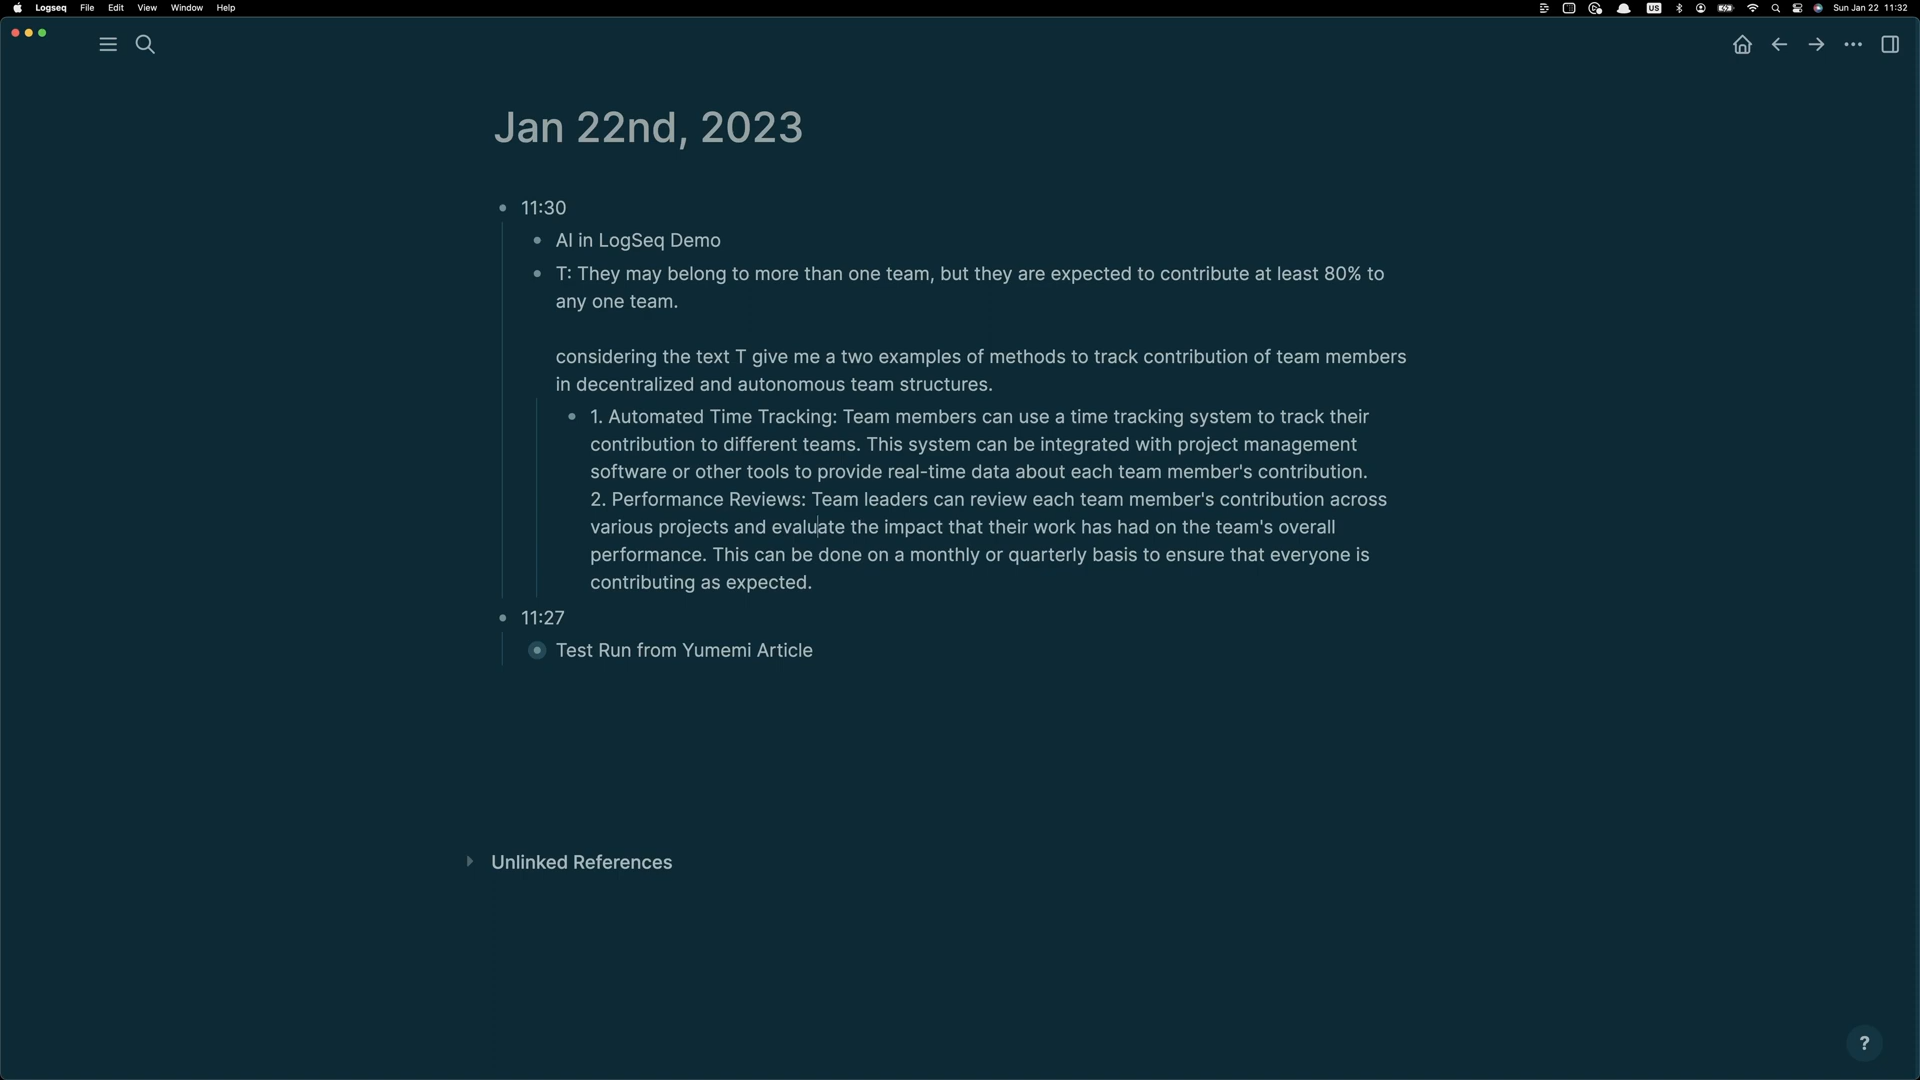 Logseq File Edit View Window Help
US
Sun Jan 22 11:32
Jan 22nd, 2023
11:30
AI in LogSeq Demo
T: They may belong to more than one team, but they are expected to contribute at least 80% to
any one team.
considering the text T give me a two examples of methods to track contribution of team members
in decentralized and autonomous team structures.
1. Automated Time Tracking: Team members can use a time tracking system to track their
contribution to different teams. This system can be integrated with project management
software or other tools to provide real-time data about each team member's contribution.
2. Performance Reviews: Team leaders can review each team member's contribution across
various projects and evaluate the impact that their work has had on the team's overall
performance. This can be done on a monthly or quarterly basis to ensure that everyone is
contributing as expected.
11:27
Test Run from Yumemi Article
Unlinked References
?